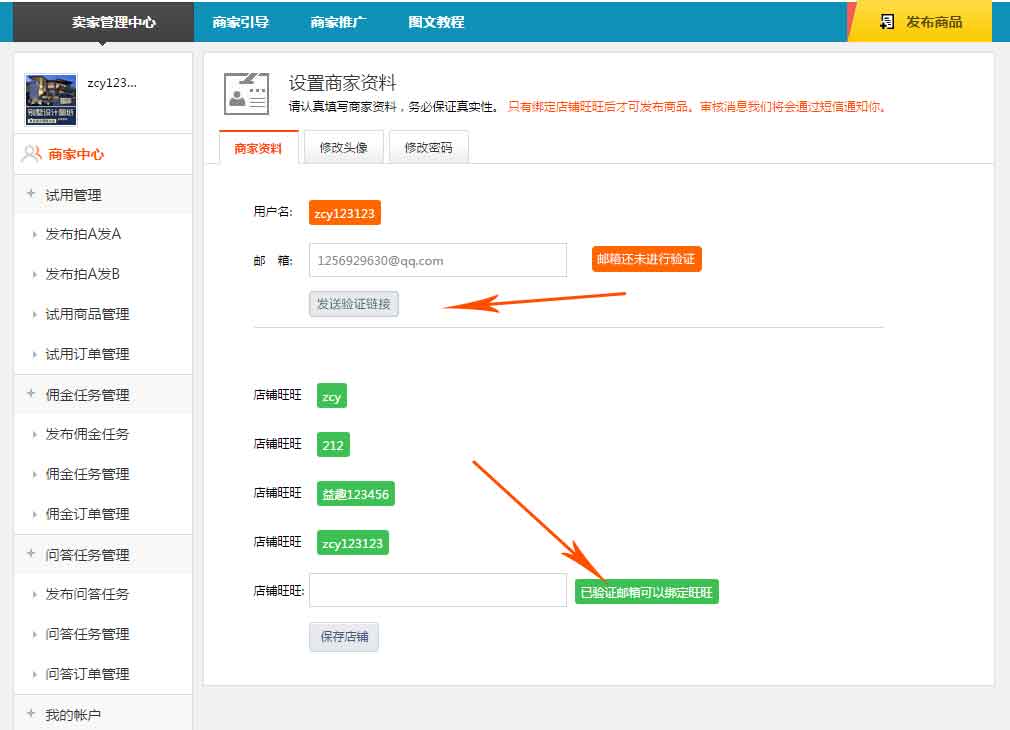 卖家管理中心
商家引导
商家推广
图文教程
发布商品
zcy123...
别墅设计图纸
商家中心
试用管理
发布拍A发A
发布拍A发B
试用商品管理
试用订单管理
佣金任务管理
发布佣金任务
佣金任务管理
佣金订单管理
问答任务管理
发布问答任务
问答任务管理
问答订单管理
我的帐户
设置商家资料
请认真填写商家资料，务必保证真实性。 只有绑定店铺旺旺后才可发布商品。审核消息我们将会通过短信通知你。
商家资料
修改头像
修改密码
用户名: zcy123123
邮 箱: 1256929630@qq.com 邮箱还未进行验证
发送验证链接
店铺旺旺 zcy
店铺旺旺 212
店铺旺旺 益趣123456
店铺旺旺 zcy123123
店铺旺旺: 已验证邮箱可以绑定旺旺
保存店铺